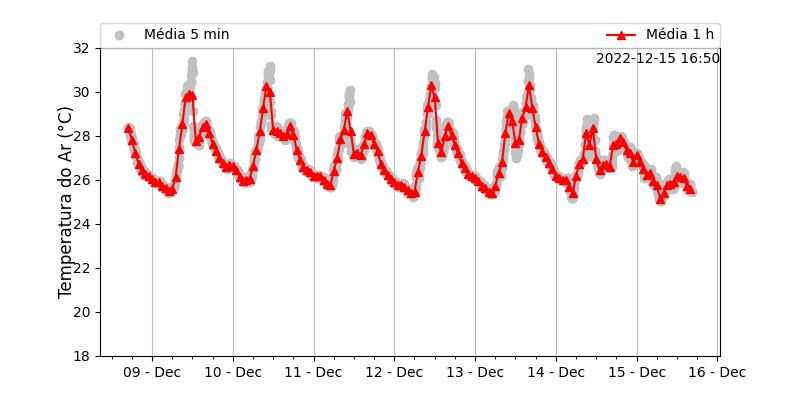 Média 5 min
Média 1 h
2022-12-15 16:50
Temperatura do Ar (°C)
32
30
28
26
24
22
20
18
09 - Dec
10 - Dec
11 - Dec
12 - Dec
13 - Dec
14 - Dec
15 - Dec
16 - Dec